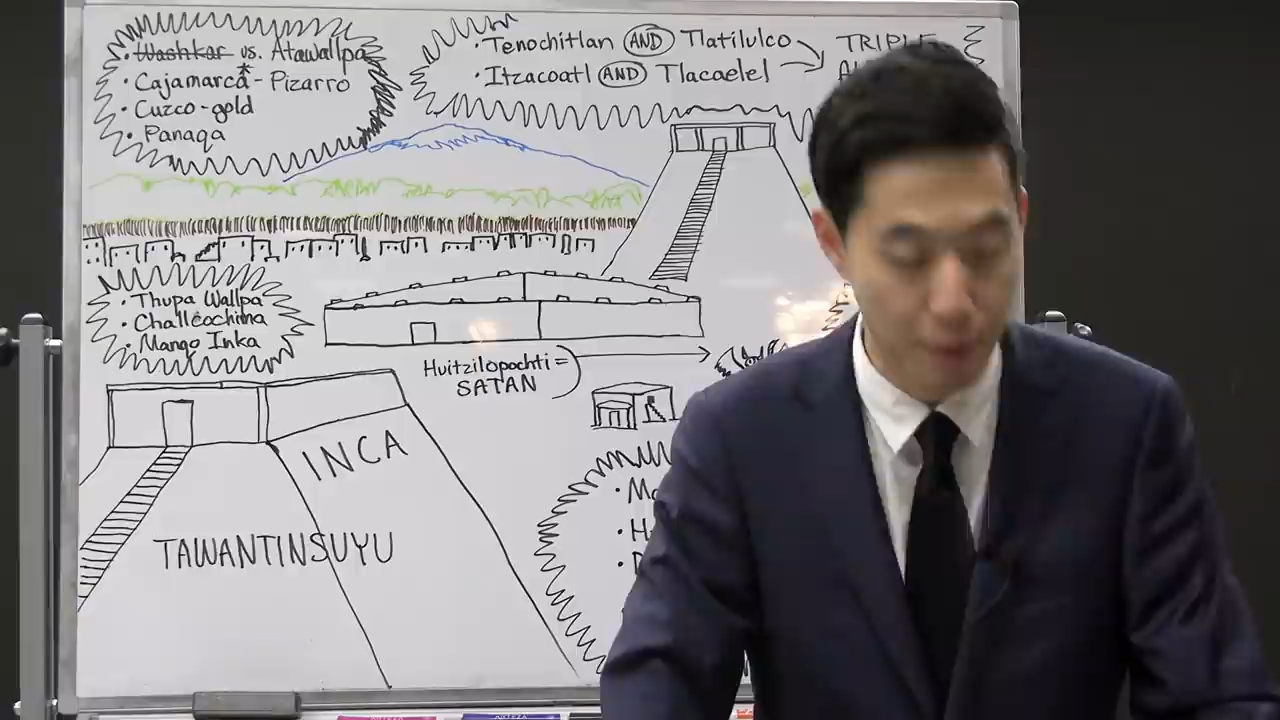 · Washkar vs. Atawallpa
· Cajamarca* - Pizarro
· Cuzco-gold
· Panaqa
· Tenochitlan AND Tlatilulco
· Itzacoatl AND Tlacaelel
TRIPLE
· Thupa Wallpa
· Challcochima
· Mango Inka
Huitzilopochti =
SATAN
INCA
TAWANTINSUYU